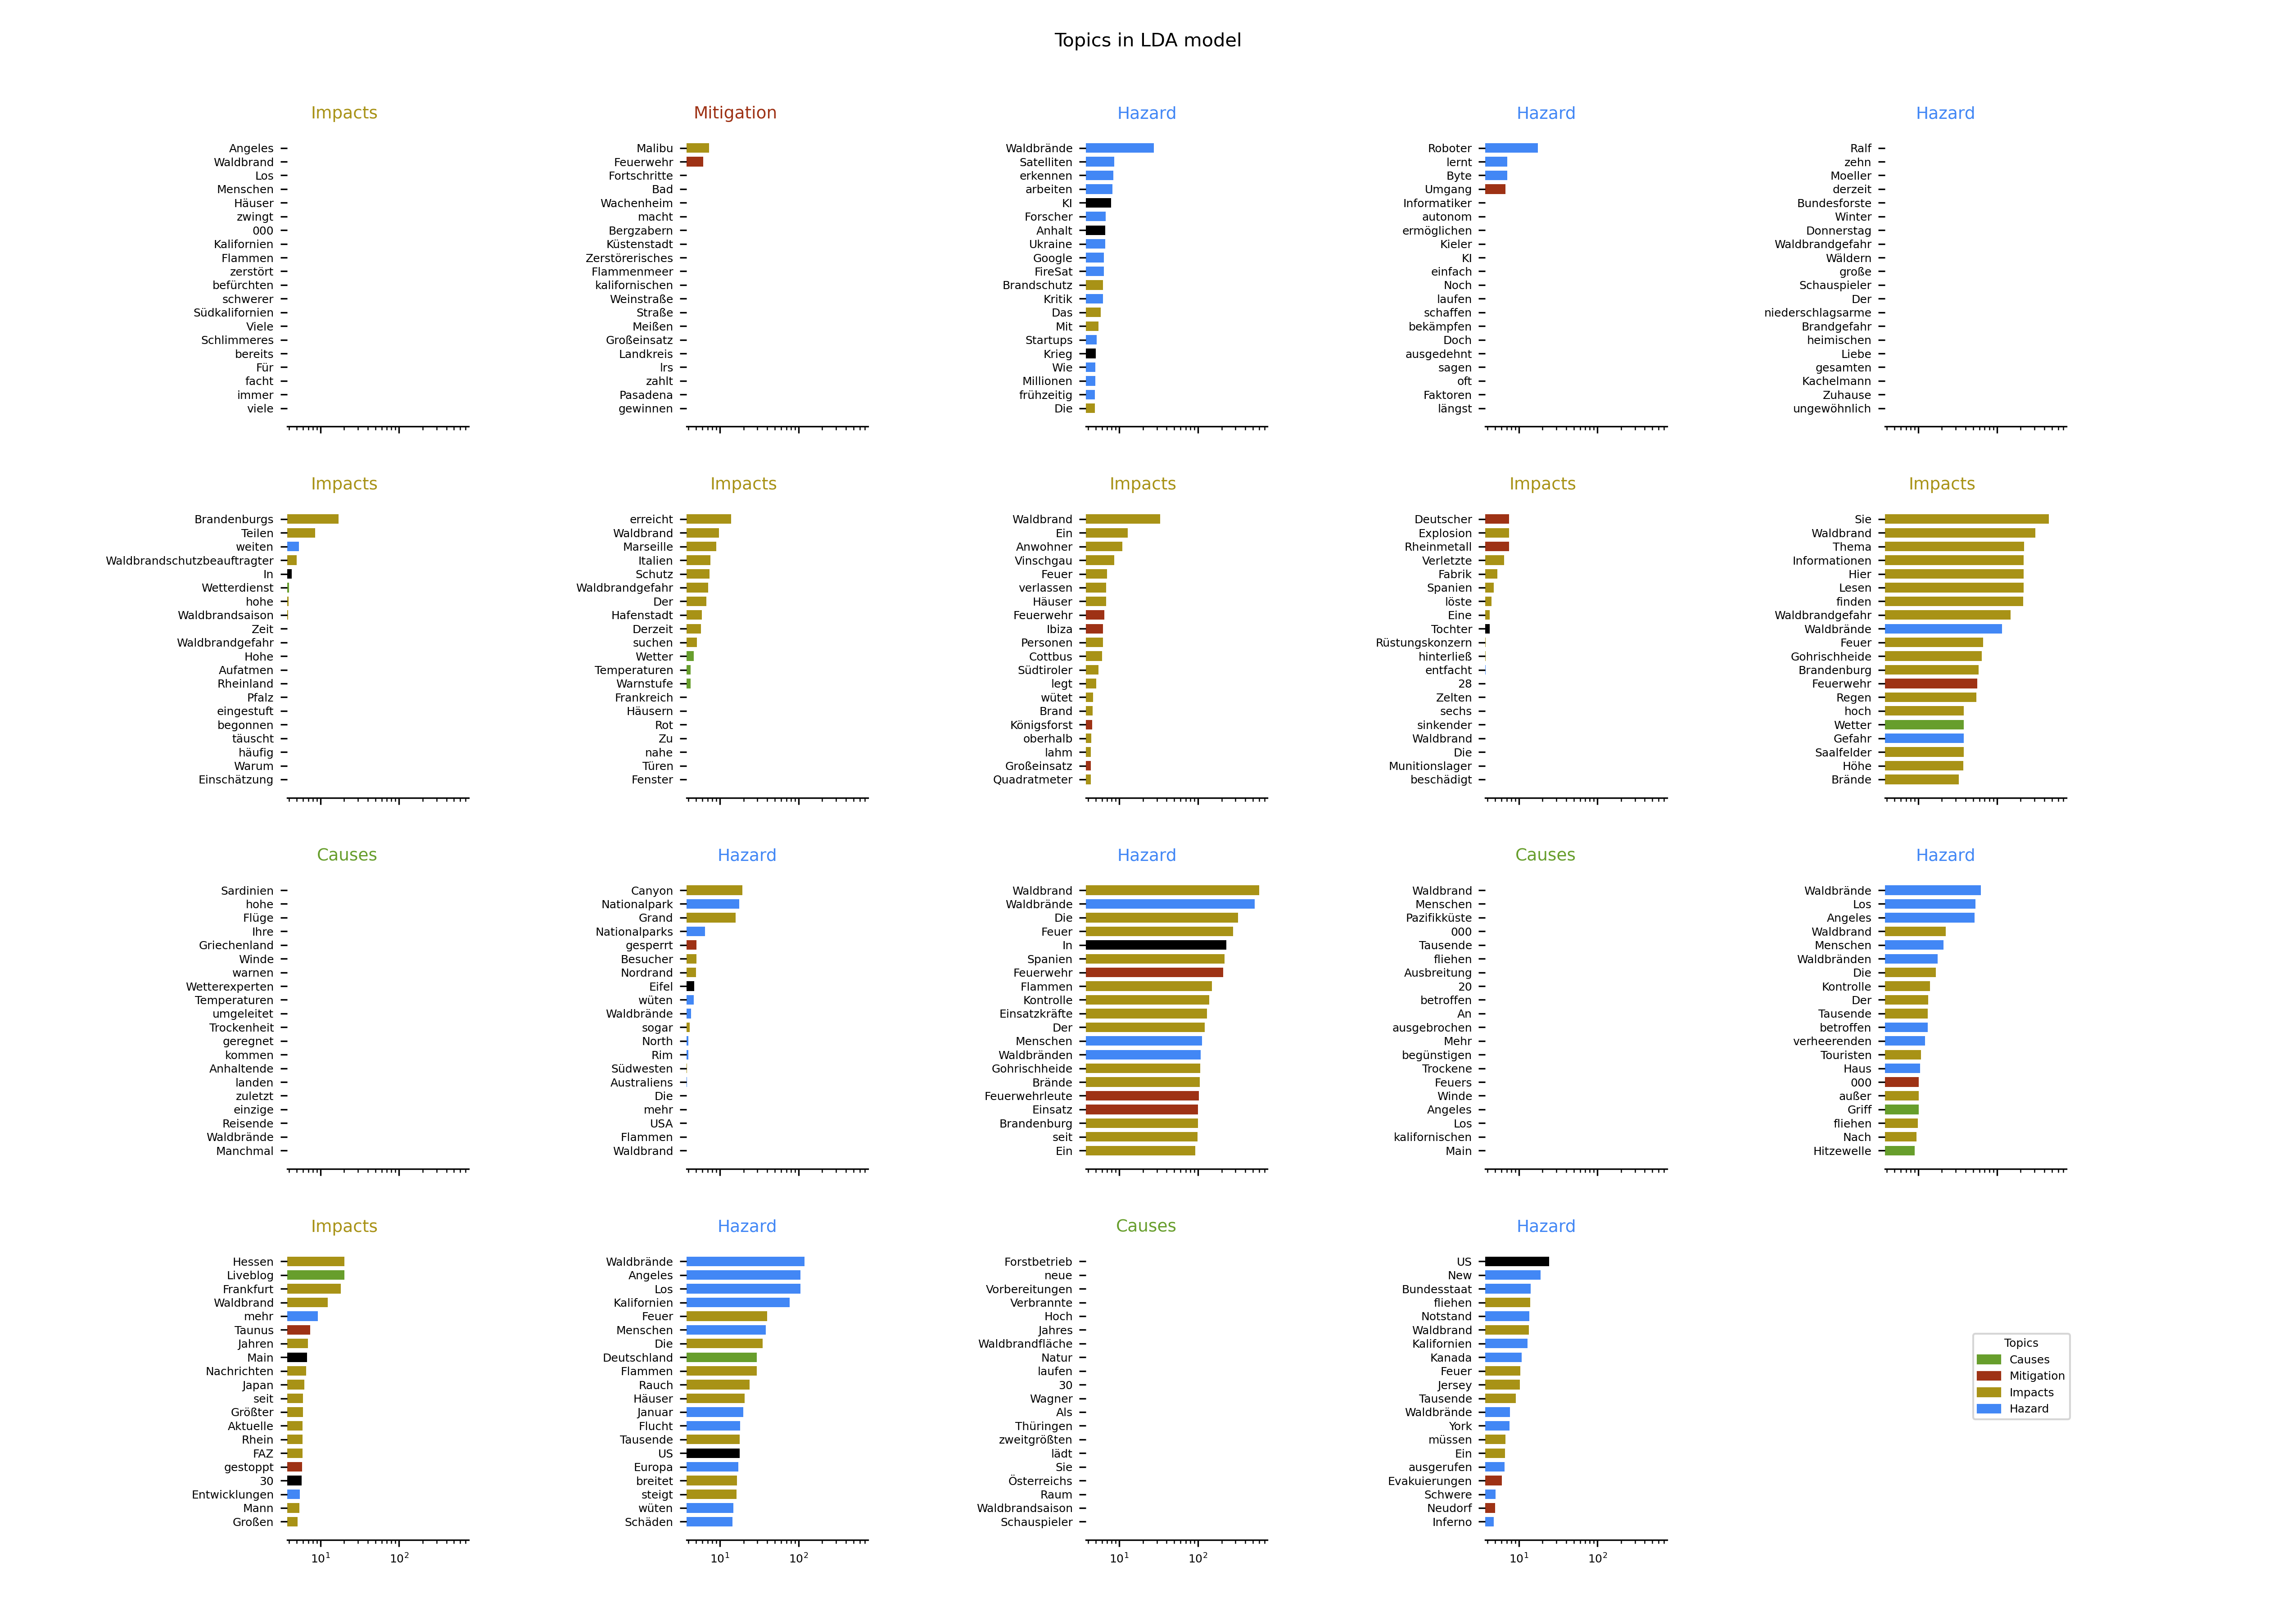 Topics in LDA model
Impacts
Angeles
Waldbrand
Los
Menschen
Häuser
zwingt
000
Kalifornien
Flammen
zerstört
befürchten
schwerer
Südkalifornien
Viele
Schlimmeres
bereits
Für
facht
immer
viele
Mitigation
Malibu
Feuerwehr
Fortschritte
Bad
Wachenheim
macht
Bergzabern
Küstenstadt
Zerstörerisches
Flammenmeer
kalifornischen
Weinstraße
Straße
Meißen
Großeinsatz
Landkreis
Irs
zahlt
Pasadena
gewinnen
Hazard
Waldbrände
Satelliten
erkennen
arbeiten
KI
Forscher
Anhalt
Ukraine
Google
FireSat
Brandschutz
Kritik
Das
Mit
Startups
Krieg
Wie
Millionen
frühzeitig
Die
Hazard
Roboter
lernt
Byte
Umgang
Informatiker
autonom
ermöglichen
Kieler
KI
einfach
Noch
laufen
schaffen
bekämpfen
Doch
ausgedehnt
sagen
oft
Faktoren
längst
Hazard
Ralf
zehn
Moeller
derzeit
Bundesforste
Winter
Donnerstag
Waldbrandgefahr
Wäldern
große
Schauspieler
Der
niederschlagsarme
Brandgefahr
heimischen
Liebe
gesamten
Kachelmann
Zuhause
ungewöhnlich
Impacts
Brandenburgs
Teilen
weiten
Waldbrandschutzbeauftragter
In
Wetterdienst
hohe
Waldbrandsaison
Zeit
Waldbrandgefahr
Hohe
Aufatmen
Rheinland
Pfalz
eingestuft
begonnen
täuscht
häufig
Warum
Einschätzung
Impacts
erreicht
Waldbrand
Marseille
Italien
Schutz
Waldbrandgefahr
Der
Hafenstadt
Derzeit
suchen
Wetter
Temperaturen
Warnstufe
Frankreich
Häusern
Rot
Zu
nahe
Türen
Fenster
Impacts
Waldbrand
Ein
Anwohner
Vinschgau
Feuer
verlassen
Häuser
Feuerwehr
Ibiza
Personen
Cottbus
Südtiroler
legt
wütet
Brand
Königsforst
oberhalb
lahm
Großeinsatz
Quadratmeter
Impacts
Deutscher
Explosion
Rheinmetall
Verletzte
Fabrik
Spanien
löste
Eine
Tochter
Rüstungskonzern
hinterließ
entfacht
28
Zelten
sechs
sinkender
Waldbrand
Die
Munitionslager
beschädigt
Impacts
Sie
Waldbrand
Thema
Informationen
Hier
Lesen
finden
Waldbrandgefahr
Waldbrände
Feuer
Gohrischheide
Brandenburg
Feuerwehr
Regen
hoch
Wetter
Gefahr
Saalfelder
Höhe
Brände
Causes
Sardinien
hohe
Flüge
Ihre
Griechenland
Winde
warnen
Wetterexperten
Temperaturen
umgeleitet
Trockenheit
geregnet
kommen
Anhaltende
landen
zuletzt
einzige
Reisende
Waldbrände
Manchmal
Hazard
Canyon
Nationalpark
Grand
Nationalparks
gesperrt
Besucher
Nordrand
Eifel
wüten
Waldbrände
sogar
North
Rim
Südwesten
Australiens
Die
mehr
USA
Flammen
Waldbrand
Hazard
Waldbrand
Waldbrände
Die
Feuer
In
Spanien
Feuerwehr
Flammen
Kontrolle
Einsatzkräfte
Der
Menschen
Waldbränden
Gohrischheide
Brände
Feuerwehrleute
Einsatz
Brandenburg
seit
Ein
Causes
Waldbrand
Menschen
Pazifikküste
000
Tausende
fliehen
Ausbreitung
20
betroffen
An
ausgebrochen
Mehr
begünstigen
Trockene
Feuers
Winde
Angeles
Los
kalifornischen
Main
Hazard
Waldbrände
Los
Angeles
Waldbrand
Menschen
Waldbränden
Die
Kontrolle
Der
Tausende
betroffen
verheerenden
Touristen
Haus
000
außer
Griff
fliehen
Nach
Hitzewelle
Impacts
Hessen
Liveblog
Frankfurt
Waldbrand
mehr
Taunus
Jahren
Main
Nachrichten
Japan
seit
Größter
Aktuelle
Rhein
FAZ
gestoppt
30
Entwicklungen
Mann
Großen
10¹ 10²
Hazard
Waldbrände
Angeles
Los
Kalifornien
Feuer
Menschen
Die
Deutschland
Flammen
Rauch
Häuser
Januar
Flucht
Tausende
US
Europa
breitet
steigt
wüten
Schäden
10¹ 10²
Causes
Forstbetrieb
neue
Vorbereitungen
Verbrannte
Hoch
Jahres
Waldbrandfläche
Natur
laufen
30
Wagner
Als
Thüringen
zweitgrößten
lädt
Sie
Österreichs
Raum
Waldbrandsaison
Schauspieler
10¹ 10²
Hazard
US
New
Bundesstaat
fliehen
Notstand
Waldbrand
Kalifornien
Kanada
Feuer
Jersey
Tausende
Waldbrände
York
müssen
Ein
ausgerufen
Evakuierungen
Schwere
Neudorf
Inferno
10¹ 10²
Topics
Causes
Mitigation
Impacts
Hazard